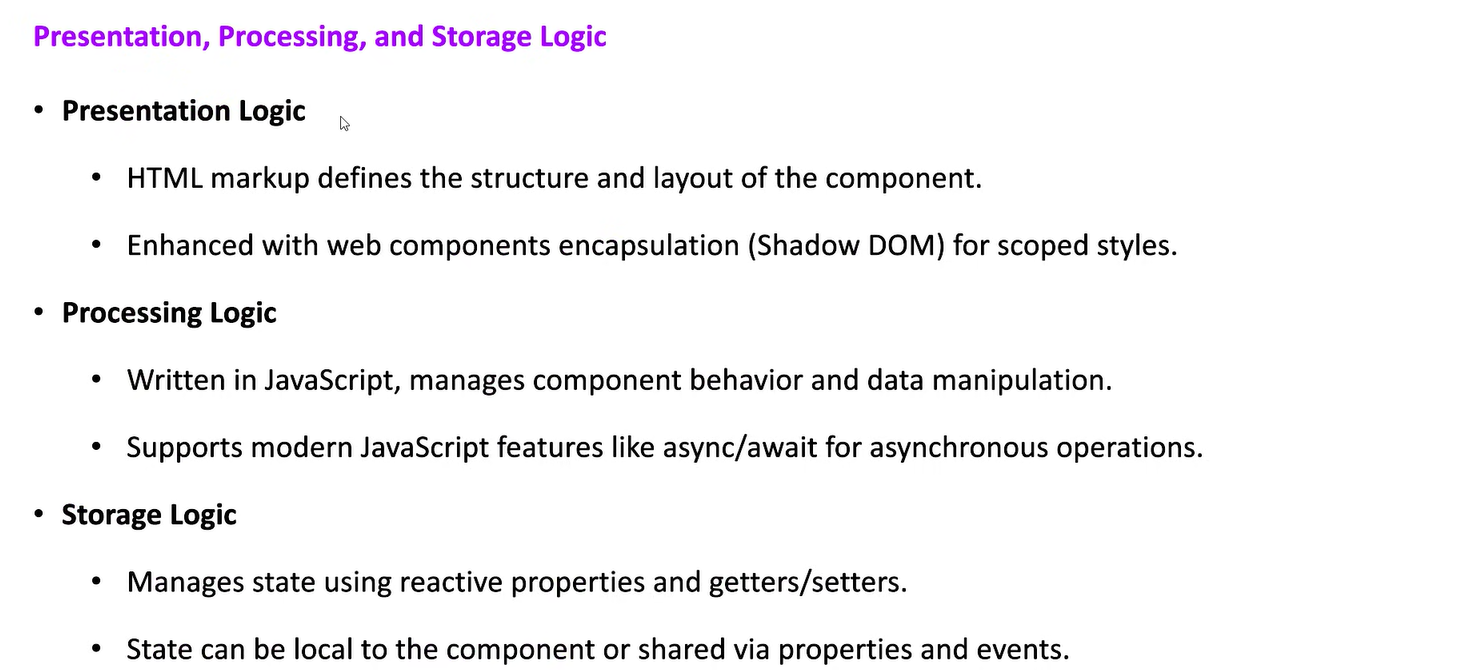 Presentation, Processing, and Storage Logic
• Presentation Logic
• HTML markup defines the structure and layout of the component.
• Enhanced with web components encapsulation (Shadow DOM) for scoped styles.
• Processing Logic
• Written in JavaScript, manages component behavior and data manipulation.
• Supports modern JavaScript features like async/await for asynchronous operations.
• Storage Logic
• Manages state using reactive properties and getters/setters.
• State can be local to the component or shared via properties and events.